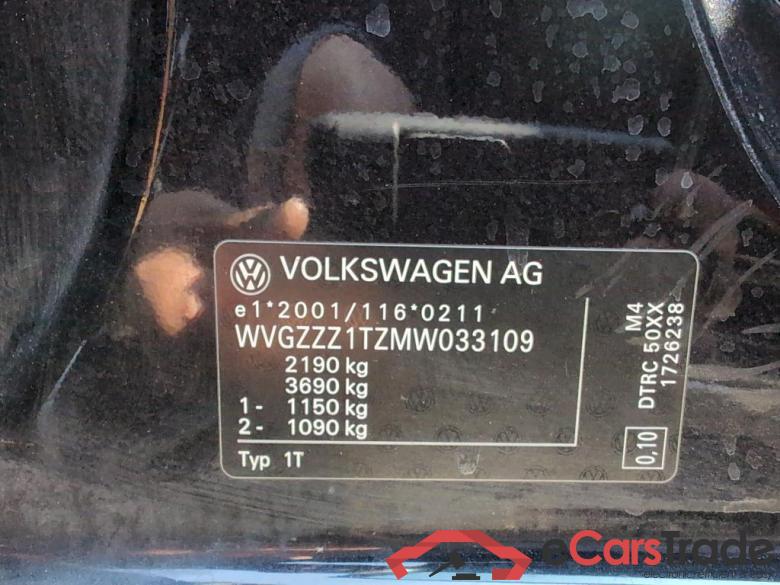 VOLKSWAGEN AG
e1*2001/116*0211
WVGZZZ1TZMW033109
2190 kg
3690 kg
1- 1150 kg
2- 1090 kg
Typ 1T
M4
DTRC 50XX
1726238
0,10
eCarsTrade